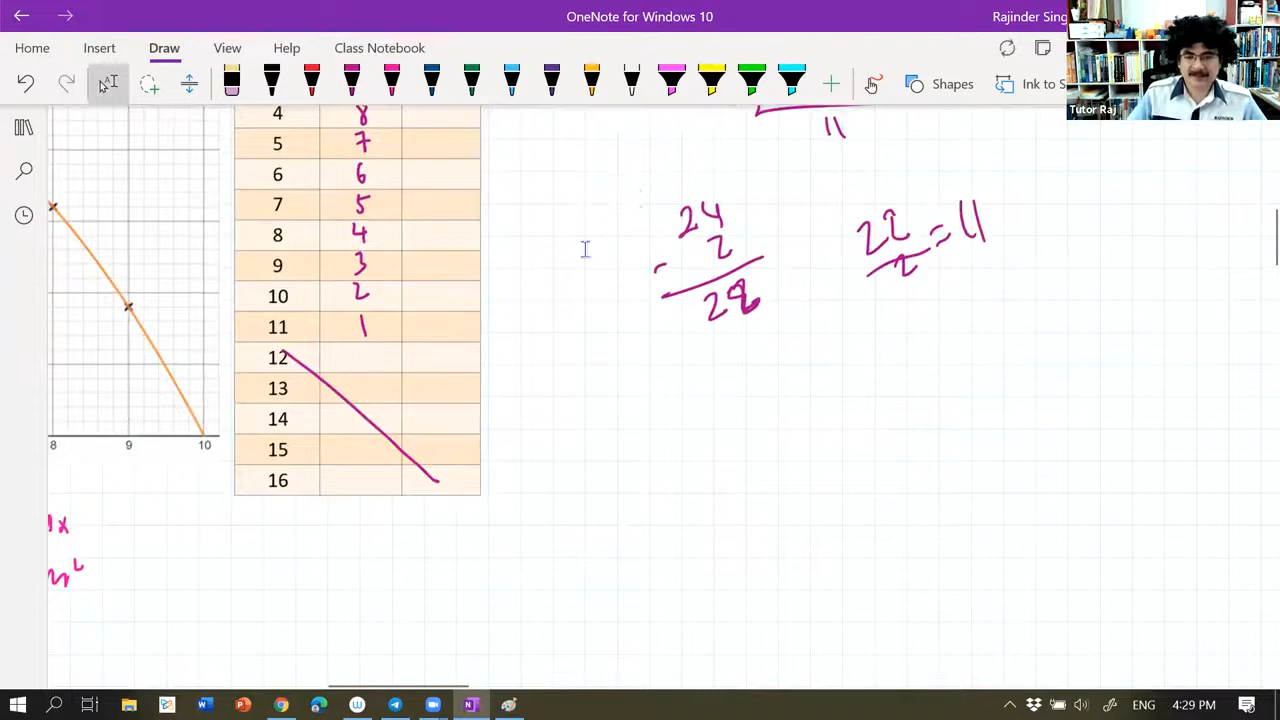 OneNote for Windows 10
Rajinder Sing
Home Insert Draw View Help Class Notebook
Shapes
Ink to S
Tutor Raj
4 8
5 7
6 6
7 5
8 4
9 3
10 2
11 1
12
13
14
15
16
8 9 10
11
24
- 2
22
22/2 = 11
ENG 4:29 PM